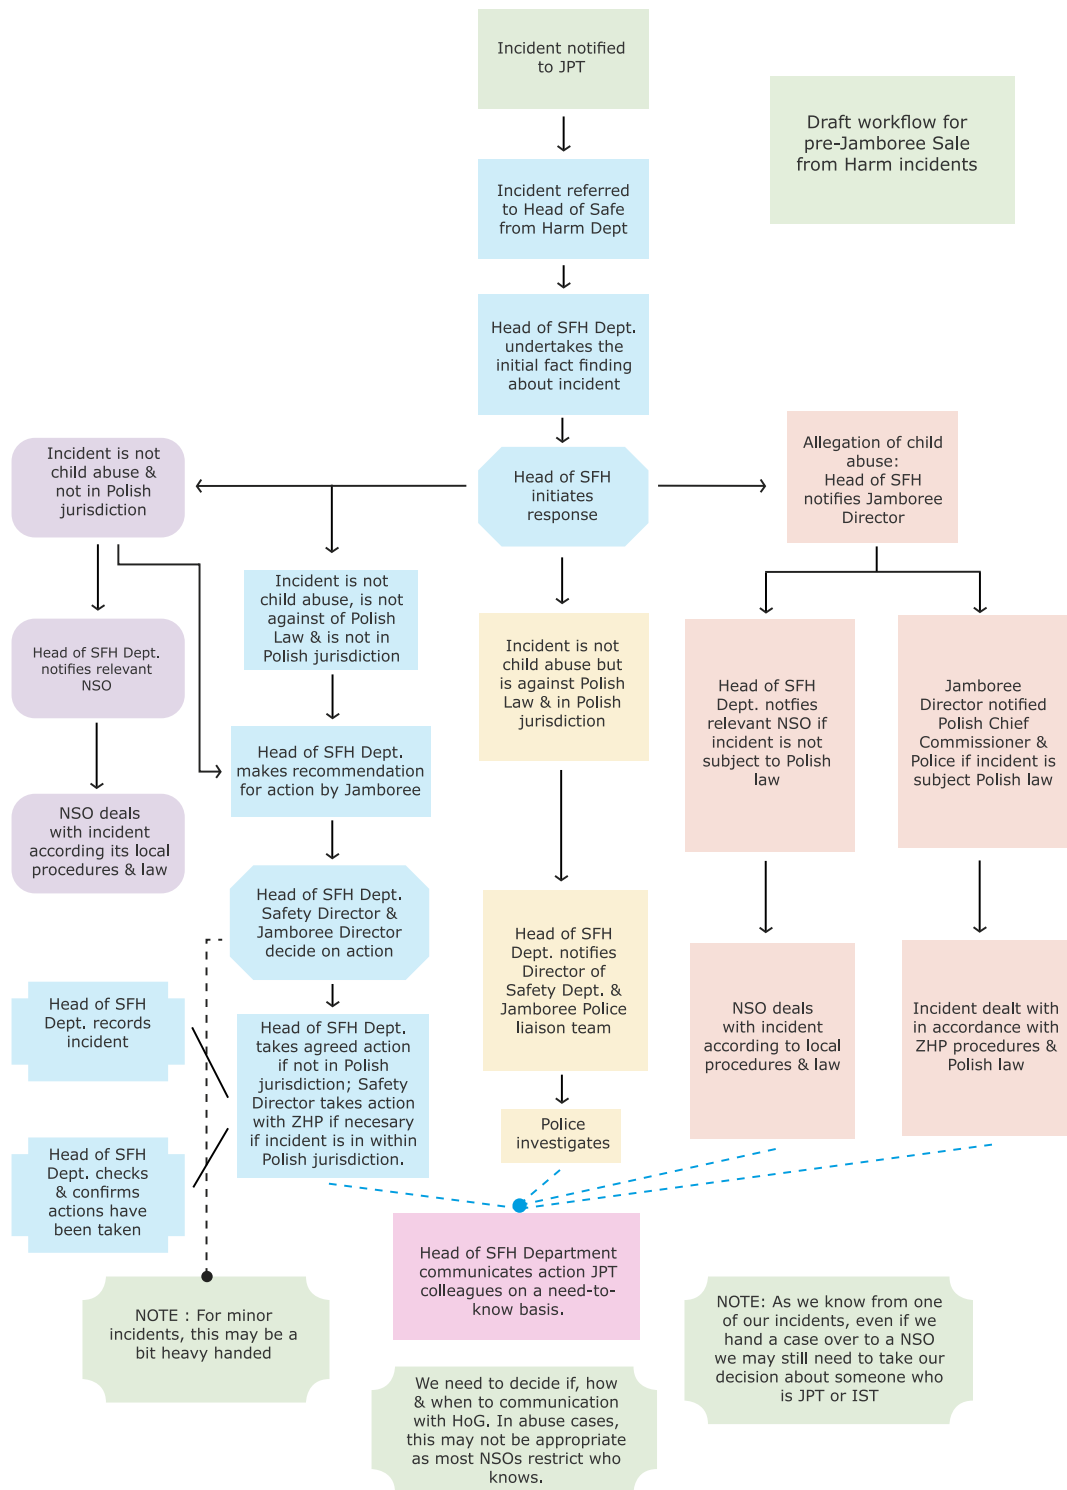 Incident notified
to JPT
Draft workflow for
pre-Jamboree Sale
from Harm incidents
Incident referred
to Head of Safe
from Harm Dept
Head of SFH Dept.
undertakes the
initial fact finding
about incident
Incident is not
child abuse &
not in Polish
jurisdiction
Head of SFH
initiates
response
Allegation of child
abuse:
Head of SFH
notifies Jamboree
Director
Incident is not
child abuse, is not
against of Polish
Law & is not in
Polish jurisdiction
Incident is not
child abuse but
is against Polish
Law & in Polish
jurisdiction
Head of SFH Dept.
notifies relevant
NSO
Head of SFH
Dept. notfies
relevant NSO if
incident is not
subject to Polish
law
Jamboree
Director notified
Polish Chief
Commissioner &
Police if incident is
subject Polish law
Head of SFH Dept.
makes recommendation
for action by Jamboree
NSO deals
with incident
according its local
procedures & law
Head of SFH Dept.
Safety Director &
Jamboree Director
decide on action
Head of SFH
Dept. notifies
Director of
Safety Dept. &
Jamboree Police
liaison team
NSO deals
with incident
according to local
procedures & law
Incident dealt with
in accordance with
ZHP procedures &
Polish law
Head of SFH
Dept. records
incident
Head of SFH Dept.
takes agreed action
if not in Polish
jurisdiction; Safety
Director takes action
with ZHP if necesary
if incident is in within
Polish jurisdiction.
Police
investigates
Head of SFH
Dept. checks
& confirms
actions have
been taken
Head of SFH Department
communicates action JPT
colleagues on a need-to-
know basis.
NOTE : For minor
incidents, this may be a
bit heavy handed
NOTE: As we know from one
of our incidents, even if we
hand a case over to a NSO
we may still need to take our
decision about someone who
is JPT or IST
We need to decide if, how
& when to communication
with HoG. In abuse cases,
this may not be appropriate
as most NSOs restrict who
knows.